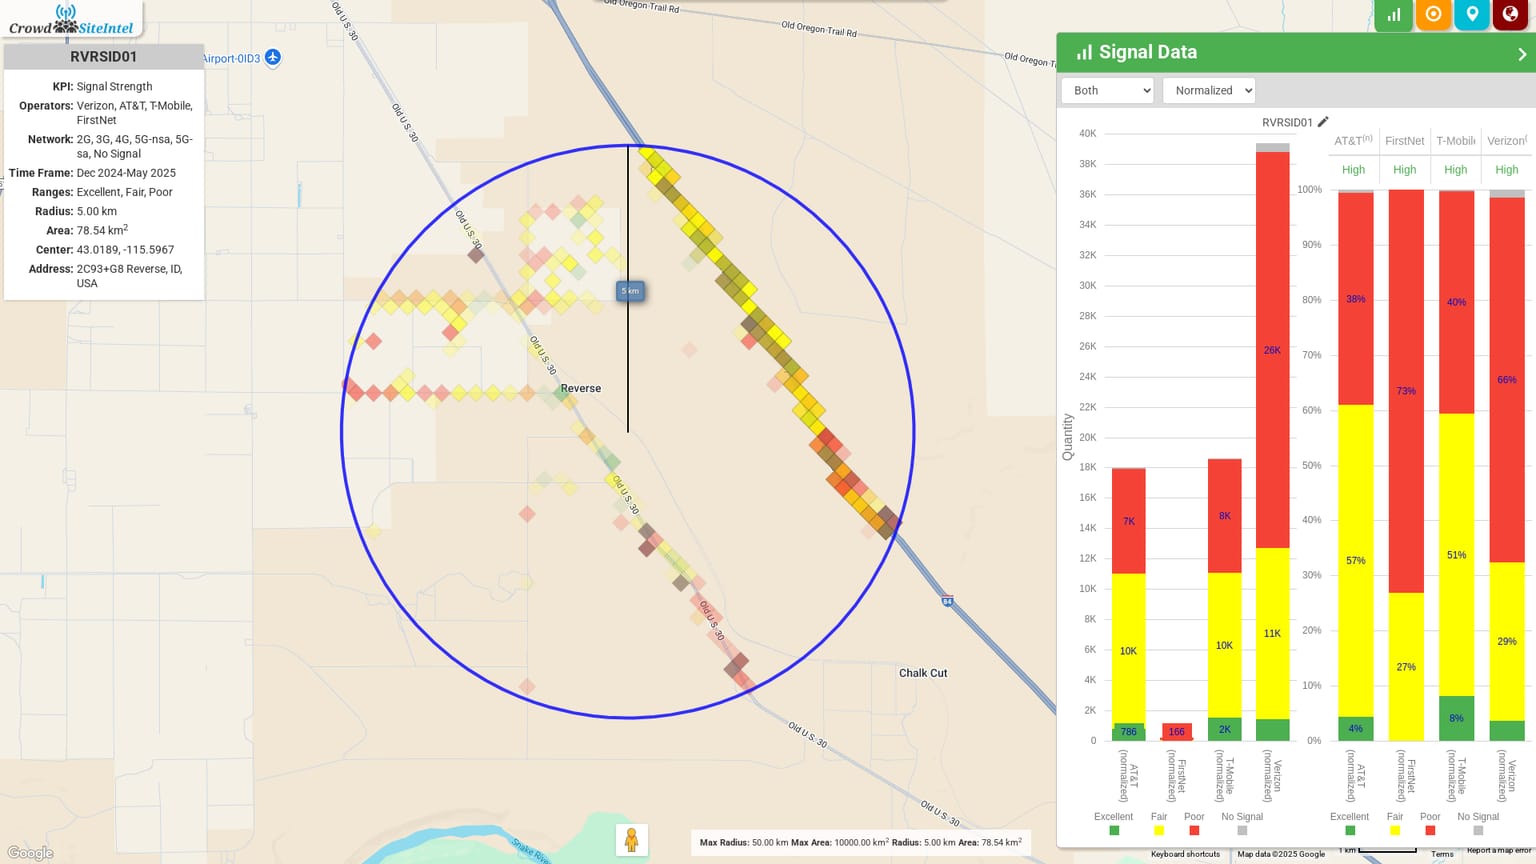 Crowd SiteIntel
RVRSID01
KPI: Signal Strength
Operators: Verizon, AT&T, T-Mobile,
FirstNet
Network: 2G, 3G, 4G, 5G-nsa, 5G-
sa, No Signal
Time Frame: Dec 2024-May 2025
Ranges: Excellent, Fair, Poor
Radius: 5.00 km
Area: 78.54 km²
Center: 43.0189, -115.5967
Address: 2C93+G8 Reverse, ID,
USA
Airport-0ID3
Old U.S. 30
Old Oregon Trail Rd
Old Oregon Trail Rd
Old Oregon T
Old U.S. 30
Old U.S. 30
5 km
Old U.S. 30
Reverse
Old U.S. 30
84
Old U.S. 30
Chalk Cut
Old U.S. 30
Old U.S. 30
Snake River
Google
Max Radius: 50.00 km Max Area: 10000.00 km² Radius: 5.00 km Area: 78.54 km²
Signal Data
Both
Normalized
RVRSID01
Quantity
40K
38K
36K
34K
32K
30K
28K
26K
24K
22K
20K
18K
16K
14K
12K
10K
8K
6K
4K
2K
0
7K
10K
786
166
8K
10K
2K
26K
11K
AT&T (normalized)
FirstNet (normalized)
T-Mobile (normalized)
Verizon (normalized)
Excellent
Fair
Poor
No Signal
AT&T(n)
FirstNet
T-Mobile
Verizon(
High
High
High
High
100%
90%
80%
70%
60%
50%
40%
30%
20%
10%
0%
38%
57%
4%
73%
27%
40%
51%
8%
66%
29%
AT&T (normalized)
FirstNet (normalized)
T-Mobile (normalized)
Verizon (normalized)
Excellent
Fair
Poor
No Signal
Keyboard shortcuts
Map data ©2025 Google
1 km
Terms
Report a map error